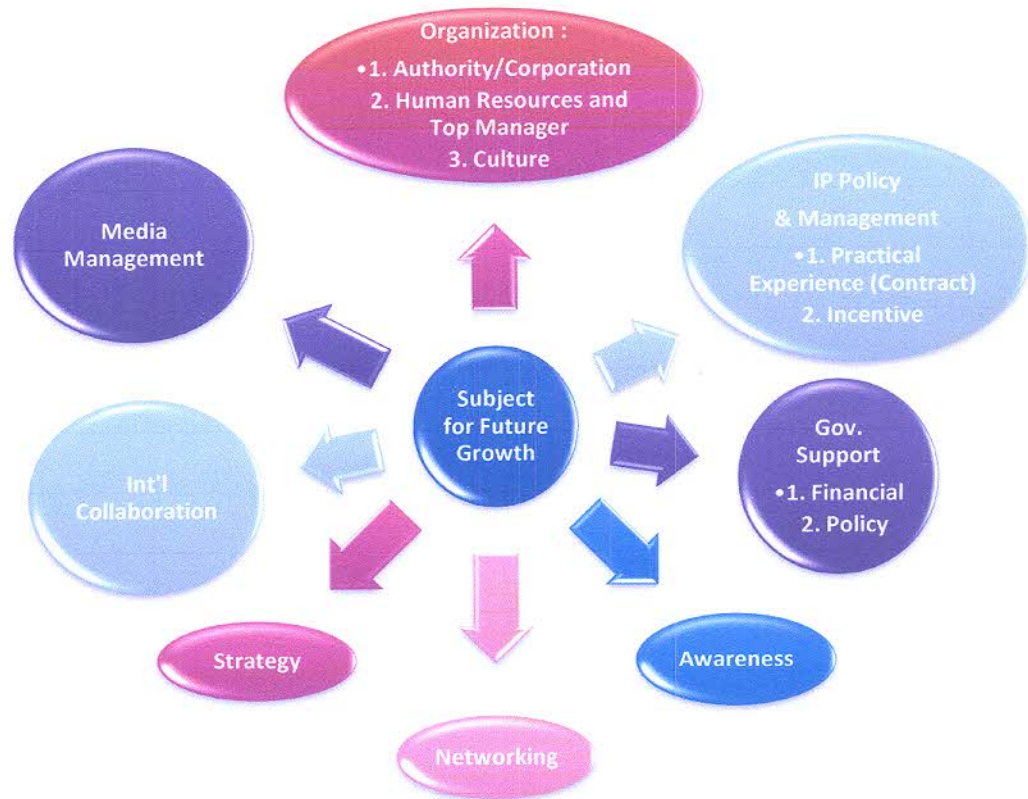 Organization :
•1. Authority/Corporation
2. Human Resources and
Top Manager
3. Culture
IP Policy
& Management
•1. Practical
Experience (Contract)
2. Incentive
Media
Management
Subject
for Future
Growth
Gov.
Support
•1. Financial
2. Policy
Int'l
Collaboration
Strategy
Awareness
Networking